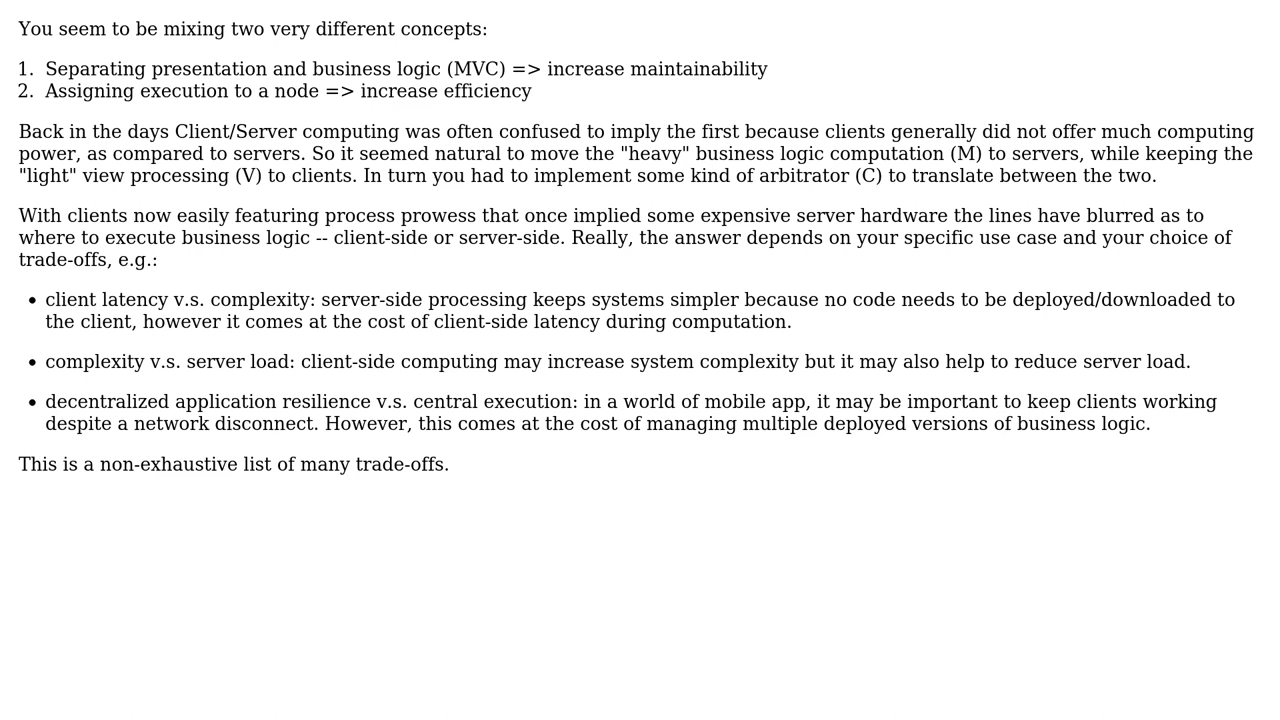 You seem to be mixing two very different concepts:
1. Separating presentation and business logic (MVC) => increase maintainability
2. Assigning execution to a node => increase efficiency
Back in the days Client/Server computing was often confused to imply the first because clients generally did not offer much computing
power, as compared to servers. So it seemed natural to move the "heavy" business logic computation (M) to servers, while keeping the
"light" view processing (V) to clients. In turn you had to implement some kind of arbitrator (C) to translate between the two.
With clients now easily featuring process prowess that once implied some expensive server hardware the lines have blurred as to
where to execute business logic -- client-side or server-side. Really, the answer depends on your specific use case and your choice of
trade-offs, e.g.:
• client latency v.s. complexity: server-side processing keeps systems simpler because no code needs to be deployed/downloaded to
the client, however it comes at the cost of client-side latency during computation.
• complexity v.s. server load: client-side computing may increase system complexity but it may also help to reduce server load.
• decentralized application resilience v.s. central execution: in a world of mobile app, it may be important to keep clients working
despite a network disconnect. However, this comes at the cost of managing multiple deployed versions of business logic.
This is a non-exhaustive list of many trade-offs.